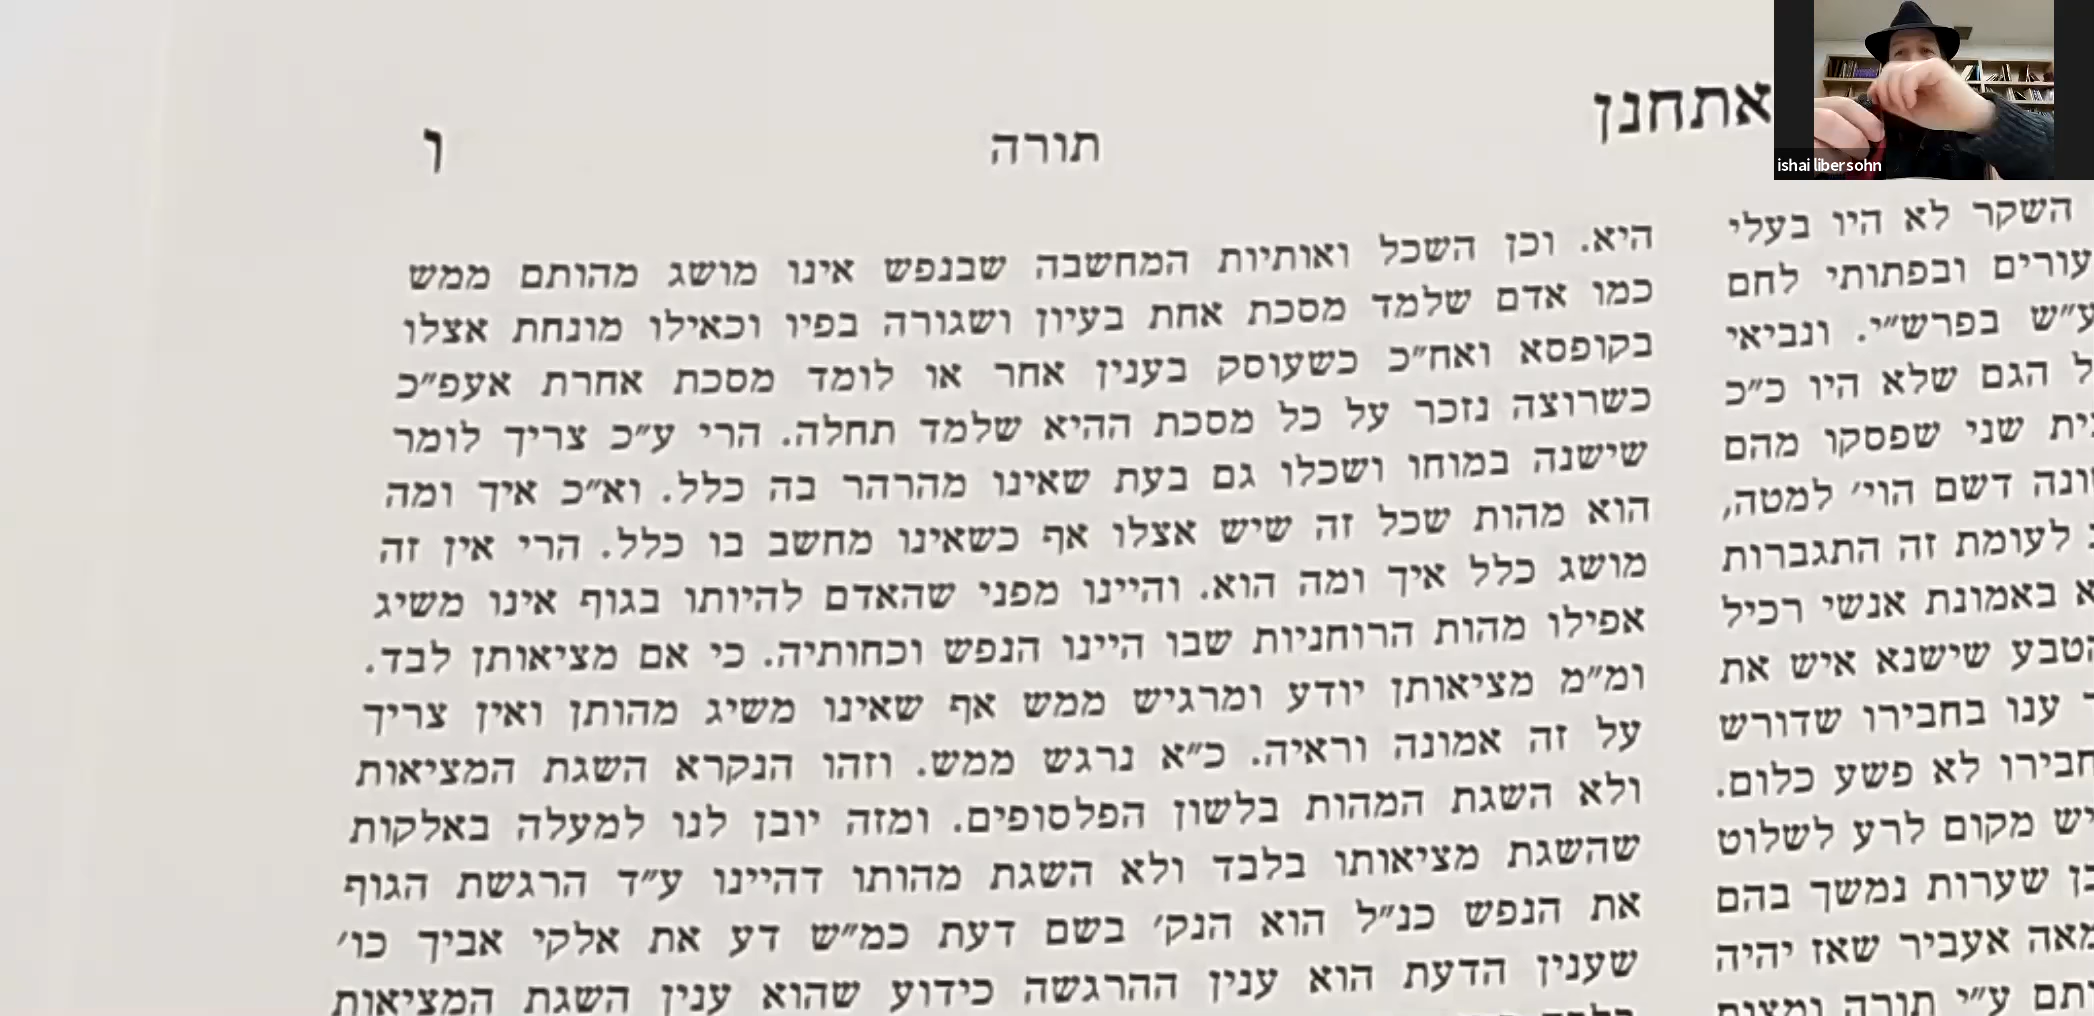 ואתחנן
תורה
ו
השקר לא היו בעלי
עורים ובפתותי לחם
ע״ש בפרש״י. ונביאי
ל הגם שלא היו כ״כ
ית שני שפסקו מהם
ונה דשם הוי׳ למטה,
לעומת זה התגברות
א באמונת אנשי רכיל
הטבע שישנא איש את
ענו בחבירו שדורש
חבירו לא פשע כלום.
יש מקום לרע לשלוט
כן שערות נמשך בהם
מאה אעביר שאז יהיה
ותם ע״י תורה ומצות
היא. וכן השכל ואותיות המחשבה שבנפש אינו מושג מהותם ממש
כמו אדם שלמד מסכת אחת בעיון ושגורה בפיו וכאילו מונחת אצלו
בקופסא ואח״כ כשעוסק בענין אחר או לומד מסכת אחרת אעפ״כ
כשרוצה נזכר על כל מסכת ההיא שלמד תחלה. הרי ע״כ צריך לומר
שישנה במוחו ושכלו גם בעת שאינו מהרהר בה כלל. וא״כ איך ומה
הוא מהות שכל זה שיש אצלו אף כשאינו מחשב בו כלל. הרי אין זה
מושג כלל איך ומה הוא. והיינו מפני שהאדם להיותו בגוף אינו משיג
אפילו מהות הרוחניות שבו היינו הנפש וכחותיה. כי אם מציאותן לבד.
ומ״מ מציאותן יודע ומרגיש ממש אף שאינו משיג מהותן ואין צריך
על זה אמונה וראיה. כ״א נרגש ממש. וזהו הנקרא השגת המציאות
ולא השגת המהות בלשון הפלסופים. ומזה יובן לנו למעלה באלקות
שהשגת מציאותו בלבד ולא השגת מהותו דהיינו ע״ד הרגשת הגוף
את הנפש כנ״ל הוא הנק׳ בשם דעת כמ״ש דע את אלקי אביך כו׳
שענין הדעת הוא ענין ההרגשה כידוע שהוא ענין השגת המציאות
ishai libersohn